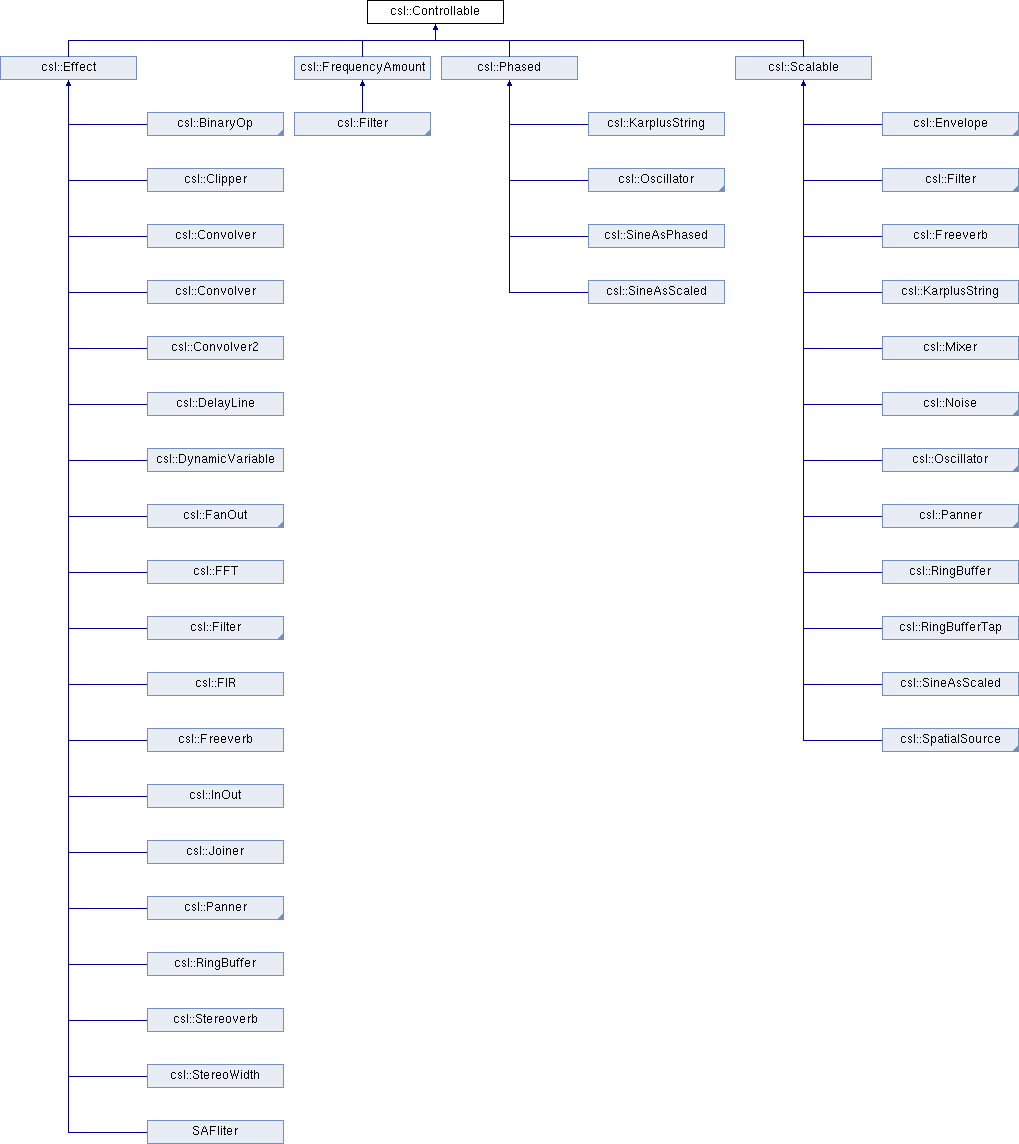 csl::Controllable
csl::Effect
csl::FrequencyAmount
csl::Phased
csl::Scalable
csl::BinaryOp
csl::Clipper
csl::Convolver
csl::Convolver
csl::Convolver2
csl::DelayLine
csl::DynamicVariable
csl::FanOut
csl::FFT
csl::Filter
csl::FIR
csl::Freeverb
csl::InOut
csl::Joiner
csl::Panner
csl::RingBuffer
csl::Stereoverb
csl::StereoWidth
SAFliter
csl::Filter
csl::KarplusString
csl::Oscillator
csl::SineAsPhased
csl::SineAsScaled
csl::Envelope
csl::Filter
csl::Freeverb
csl::KarplusString
csl::Mixer
csl::Noise
csl::Oscillator
csl::Panner
csl::RingBuffer
csl::RingBufferTap
csl::SineAsScaled
csl::SpatialSource